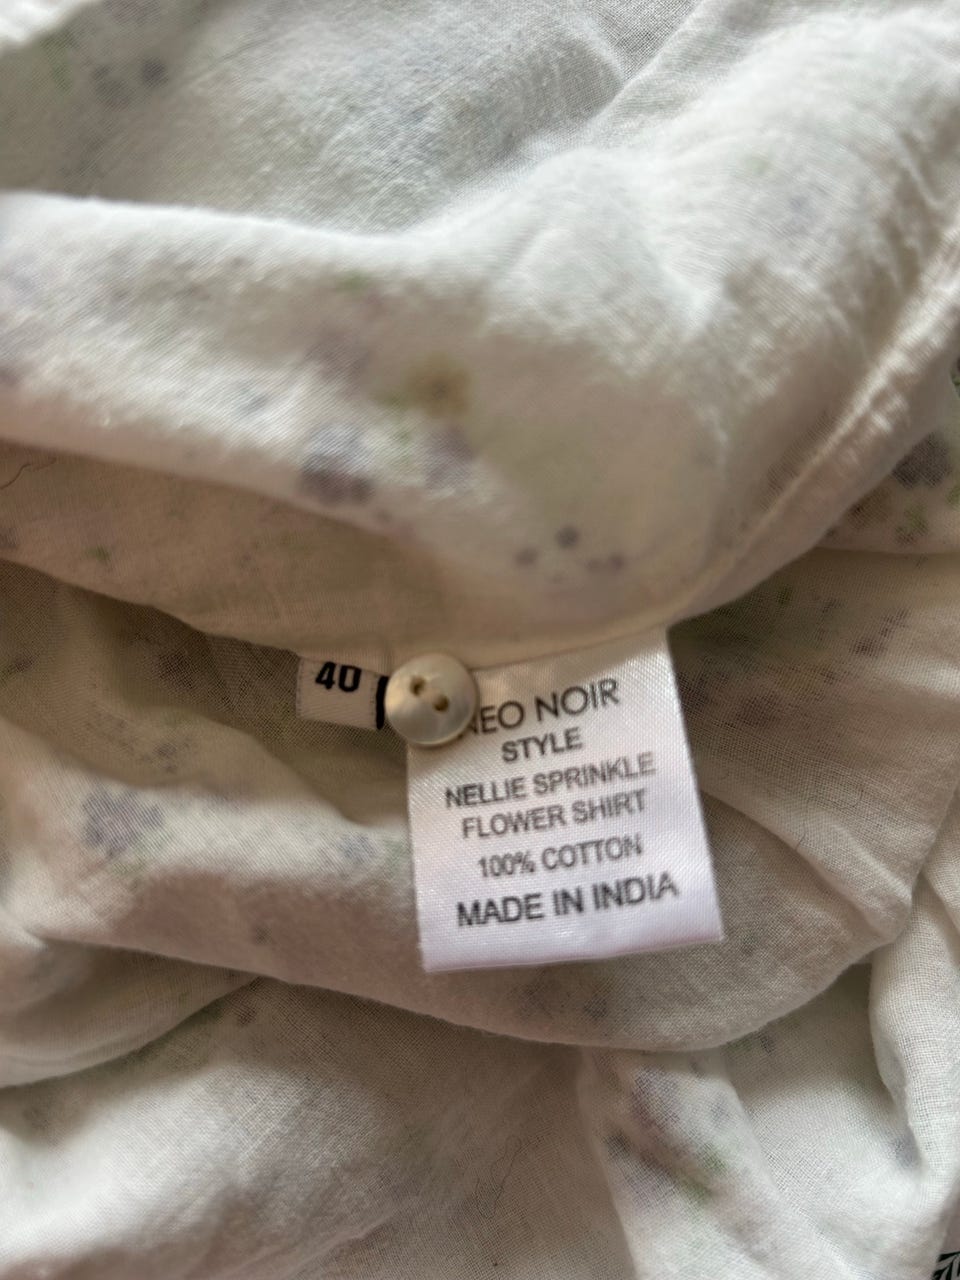 40
NEO NOIR
STYLE
NELLIE SPRINKLE
FLOWER SHIRT
100% COTTON
MADE IN INDIA